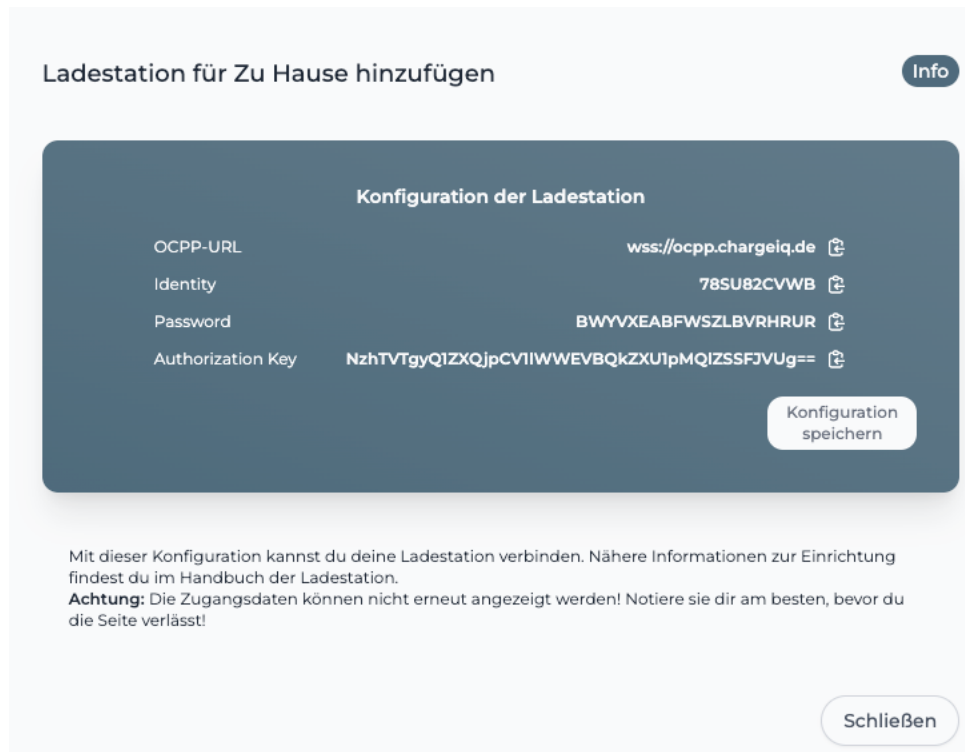 Ladestation für Zu Hause hinzufügen
Info
Konfiguration der Ladestation
OCPP-URL wss://ocpp.chargeiq.de
Identity 78SU82CVWB
Password BWYVXEABFWSZLBVRHRUR
Authorization Key NzhTVTgyQ1ZXQjpCV1lWWEVBQkZXU1pMQlZSSFJVUg==
Konfiguration
speichern
Mit dieser Konfiguration kannst du deine Ladestation verbinden. Nähere Informationen zur Einrichtung
findest du im Handbuch der Ladestation.
Achtung: Die Zugangsdaten können nicht erneut angezeigt werden! Notiere sie dir am besten, bevor du
die Seite verlässt!
Schließen